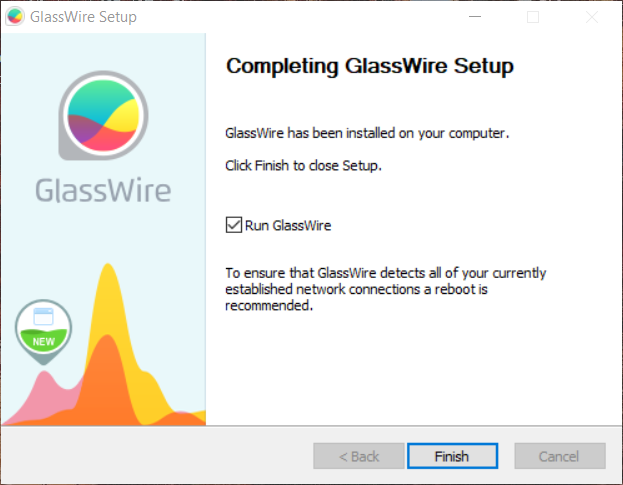 GlassWire Setup
Completing GlassWire Setup
GlassWire has been installed on your computer.
Click Finish to close Setup.
GlassWire
Run GlassWire
To ensure that GlassWire detects all of your currently
established network connections a reboot is
recommended.
NEW
< Back
Finish
Cancel